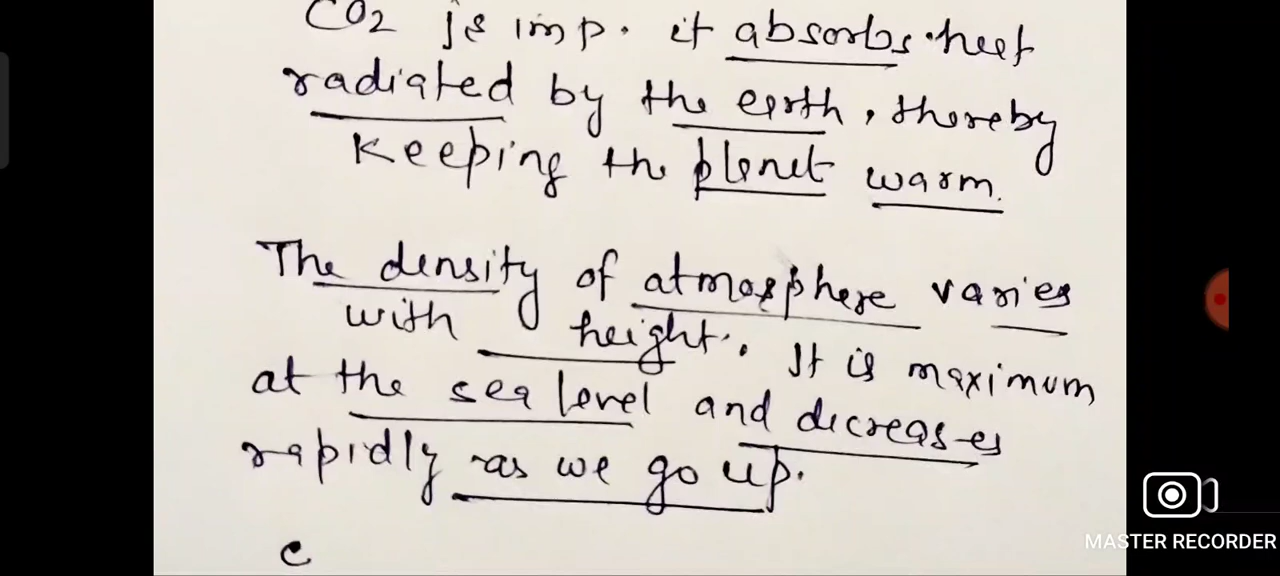 CO2 is imp. it absorbs heat
radiated by the earth, thereby
Keeping the planet warm.
The density of atmosphere varies
with height. It is maximum
at the sea level and decreases
rapidly as we go up.
c
MASTER RECORDER